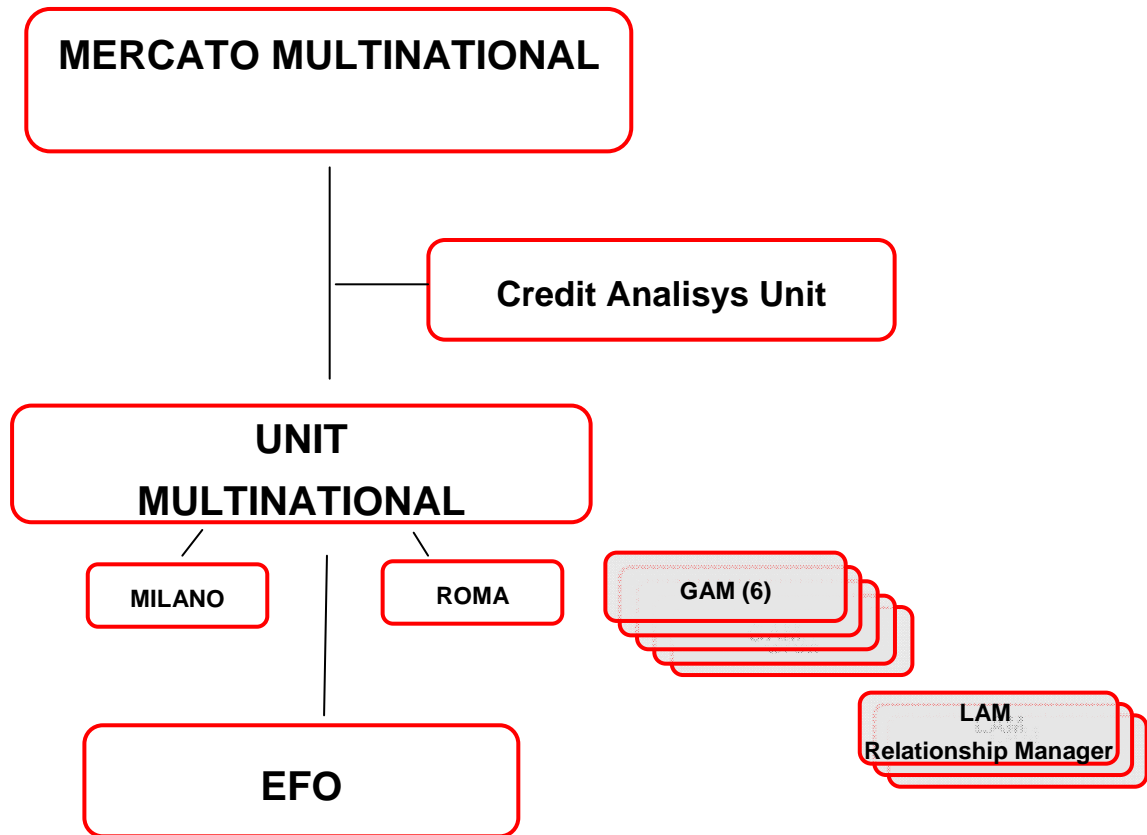 MERCATO MULTINATIONAL
Credit Analisys Unit
UNIT
MULTINATIONAL
MILANO
ROMA
GAM (6)
LAM
Relationship Manager
EFO